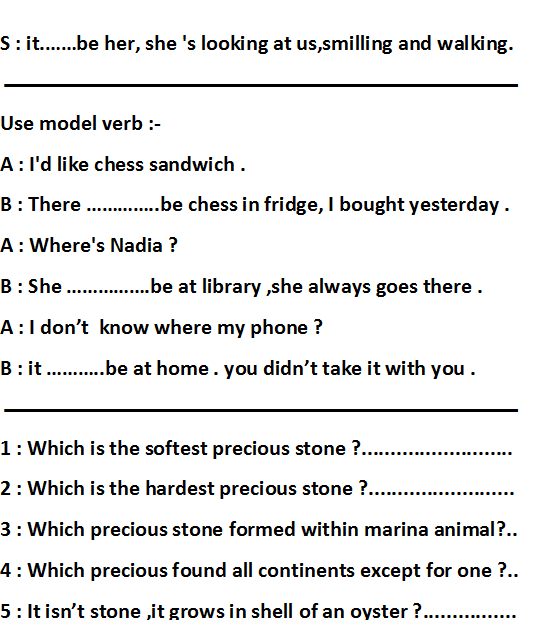 S : it.......be her, she 's looking at us,smilling and walking.
Use model verb :-
A : I'd like chess sandwich .
B : There ..............be chess in fridge, I bought yesterday .
A : Where's Nadia ?
B : She ................be at library ,she always goes there .
A : I don’t  know where my phone ?
B : it ...........be at home . you didn’t take it with you .
1 : Which is the softest precious stone ?..........................
2 : Which is the hardest precious stone ?.........................
3 : Which precious stone formed within marina animal?..
4 : Which precious found all continents except for one ?..
5 : It isn’t stone ,it grows in shell of an oyster ?................